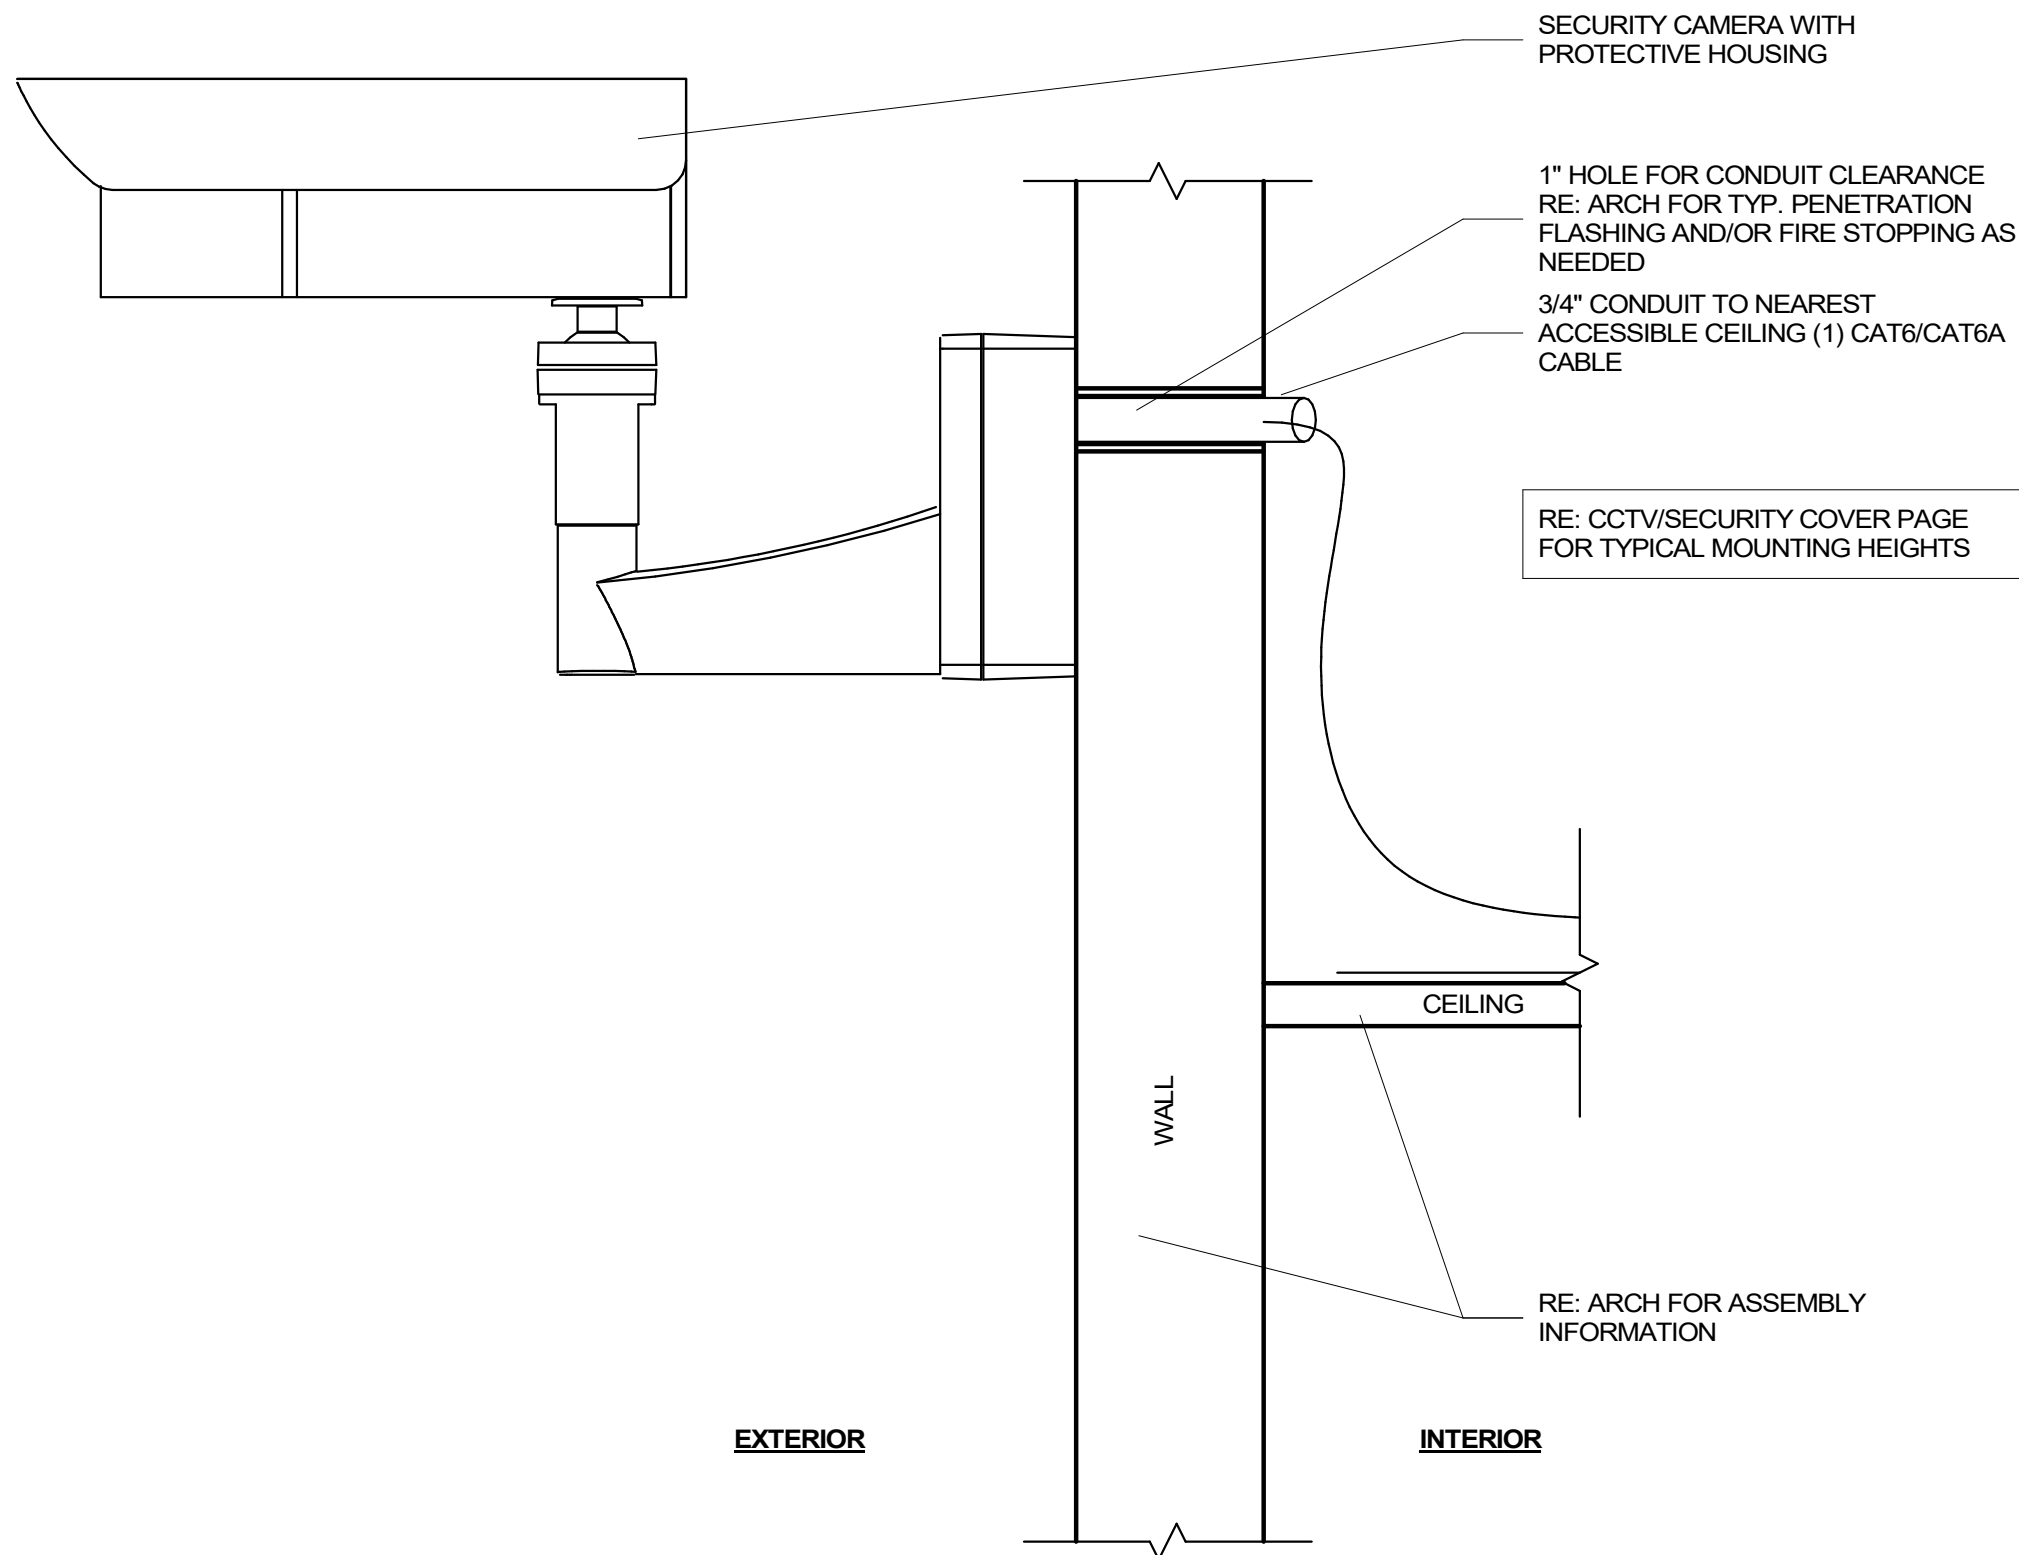 SECURITY CAMERA WITH
PROTECTIVE HOUSING
1" HOLE FOR CONDUIT CLEARANCE
RE: ARCH FOR TYP. PENETRATION
FLASHING AND/OR FIRE STOPPING AS
NEEDED
3/4" CONDUIT TO NEAREST
ACCESSIBLE CEILING (1) CAT6/CAT6A
CABLE
RE: CCTV/SECURITY COVER PAGE
FOR TYPICAL MOUNTING HEIGHTS
CEILING
WALL
RE: ARCH FOR ASSEMBLY
INFORMATION
EXTERIOR
INTERIOR